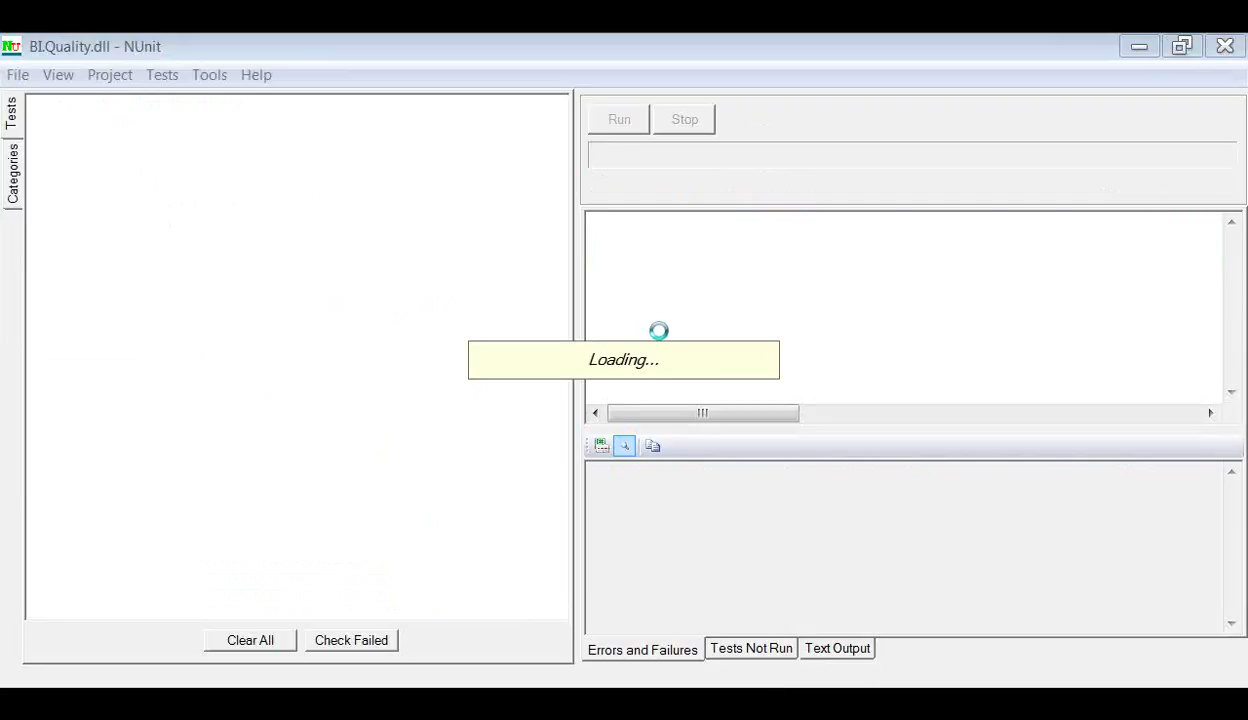 BI.Quality.dll - NUnit
File View Project Tests Tools Help
Tests
Categories
Run Stop
Loading...
Clear All Check Failed
Errors and Failures Tests Not Run Text Output